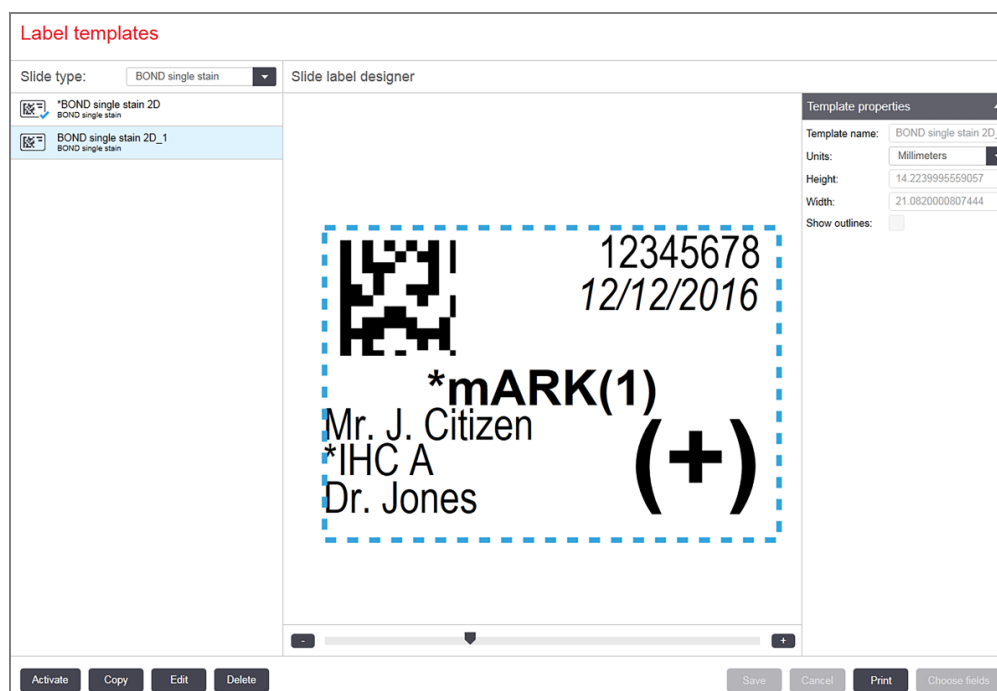 Label templates
Slide type:
BOND single stain
Slide label designer
*BOND single stain 2D
BOND single stain
BOND single stain 2D_1
BOND single stain
12345678
12/12/2016
*mARK(1)
Mr. J. Citizen
*IHC A
Dr. Jones
(+)
Template properties
Template name:
BOND single stain 2D_
Units:
Millimeters
Height:
14.2239995559057
Width:
21.0820000807444
Show outlines:
-
+
Activate
Copy
Edit
Delete
Save
Cancel
Print
Choose fields